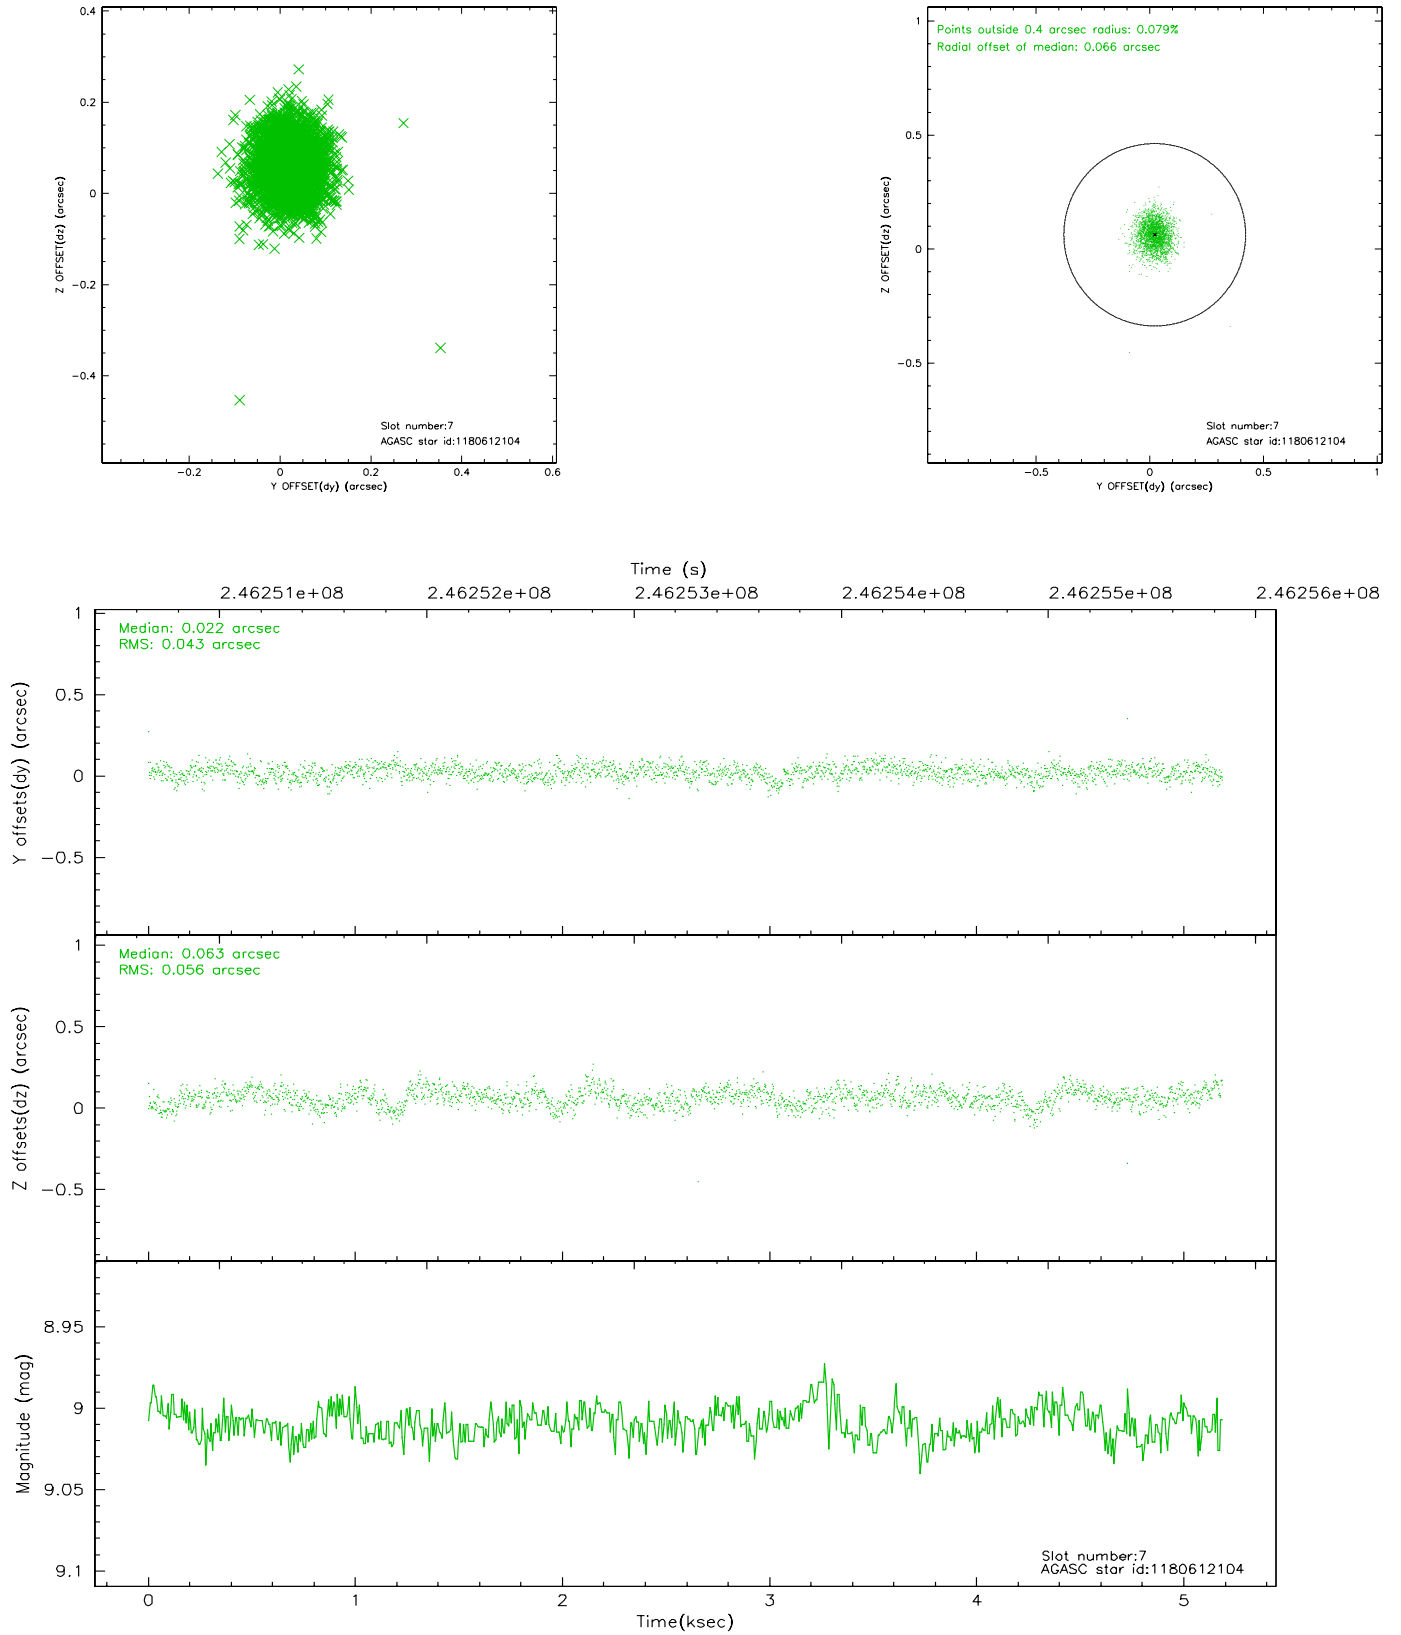 0.4
0.2
0
−0.2
−0.4
Z OFFSET(dz) (arcsec)
Slot number:7
AGASC star id:1180612104
−0.2 0 0.2 0.4 0.6
Y OFFSET(dy) (arcsec)
Points outside 0.4 arcsec radius: 0.079%
Radial offset of median: 0.066 arcsec
1
0.5
0
−0.5
Z OFFSET(dz) (arcsec)
Slot number:7
AGASC star id:1180612104
−0.5 0 0.5 1
Y OFFSET(dy) (arcsec)
Time (s)
2.46251e+08 2.46252e+08 2.46253e+08 2.46254e+08 2.46255e+08 2.46256e+08
Median: 0.022 arcsec
RMS: 0.043 arcsec
1
0.5
0
−0.5
Y offsets(dy) (arcsec)
Median: 0.063 arcsec
RMS: 0.056 arcsec
1
0.5
0
−0.5
Z offsets(dz) (arcsec)
8.95
9
9.05
9.1
Magnitude (mag)
Slot number:7
AGASC star id:1180612104
0 1 2 3 4 5
Time(ksec)